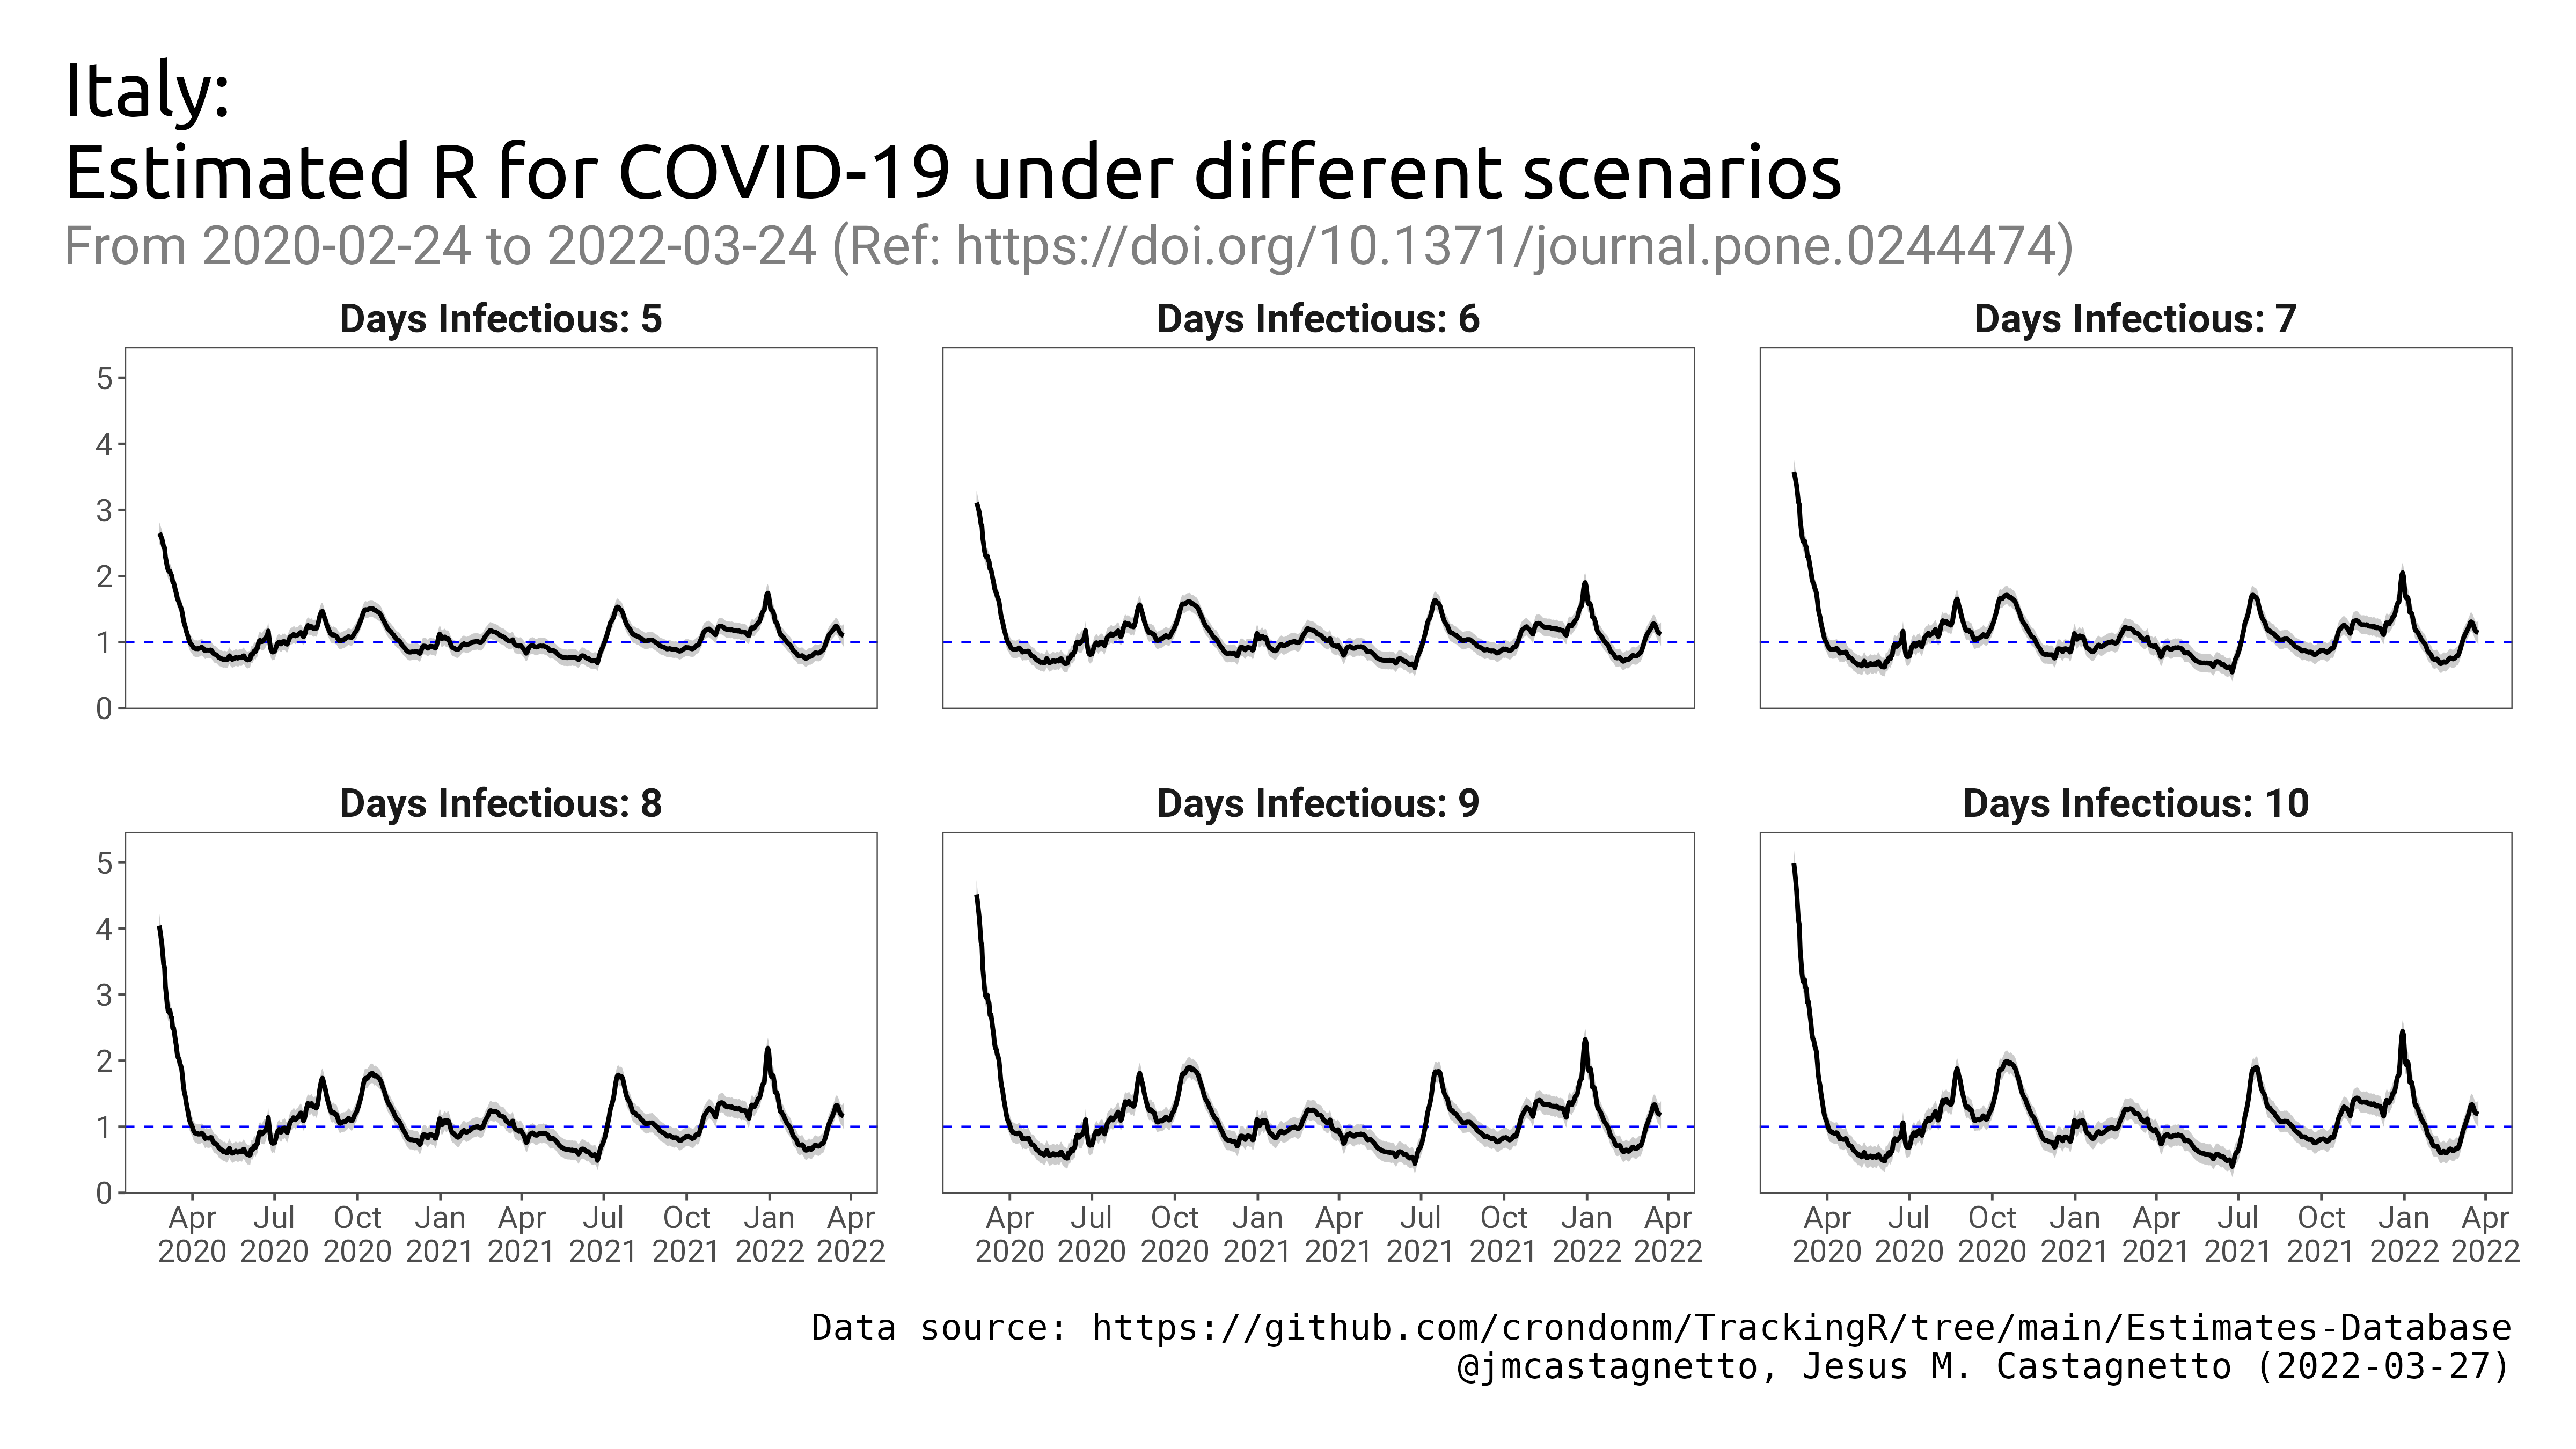 Italy:
Estimated R for COVID-19 under different scenarios
From 2020-02-24 to 2022-03-24 (Ref: https://doi.org/10.1371/journal.pone.0244474)
Days Infectious: 5
Days Infectious: 6
Days Infectious: 7
5
4
3
2
1
0
Days Infectious: 8
Days Infectious: 9
Days Infectious: 10
5
4
3
2
1
0
Apr Jul Oct Jan Apr Jul Oct Jan Apr
2020 2020 2020 2021 2021 2021 2021 2022 2022
Apr Jul Oct Jan Apr Jul Oct Jan Apr
2020 2020 2020 2021 2021 2021 2021 2022 2022
Apr Jul Oct Jan Apr Jul Oct Jan Apr
2020 2020 2020 2021 2021 2021 2021 2022 2022
Data source: https://github.com/crondonm/TrackingR/tree/main/Estimates-Database
@jmcastagnetto, Jesus M. Castagnetto (2022-03-27)